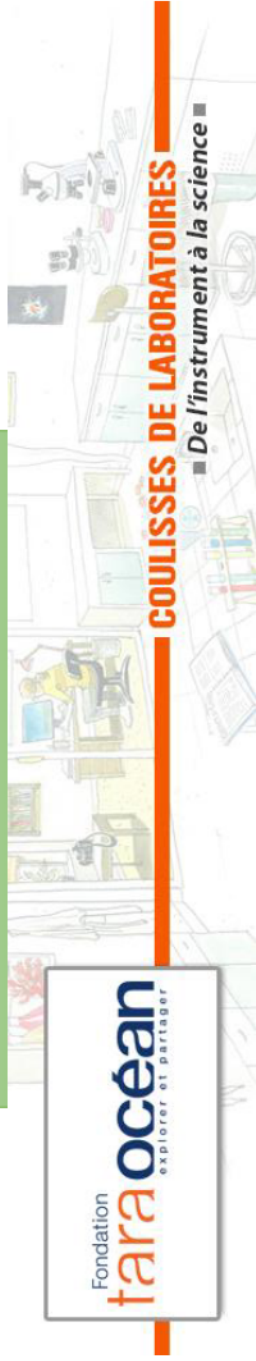 Fondation
tara océan
explorer et partager
COULISSES DE LABORATOIRES
■ De l'instrument à la science ■